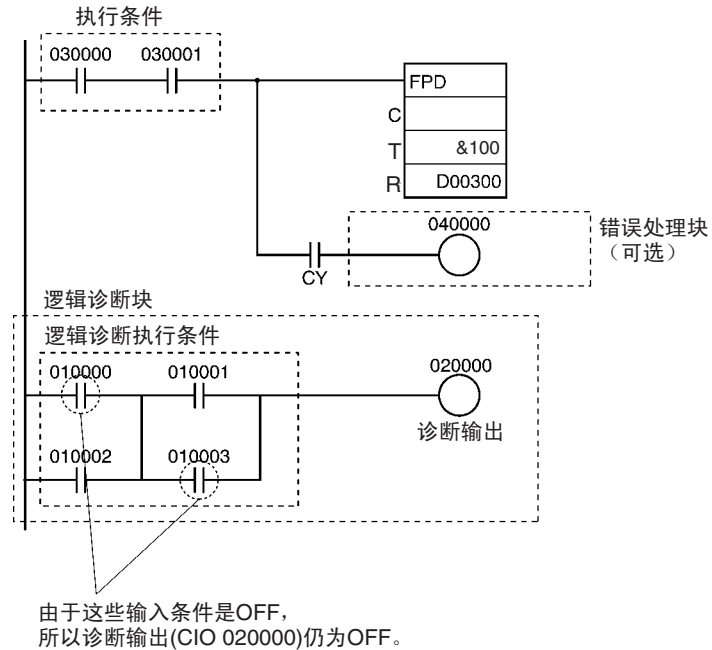 执行条件
030000 030001
FPD
C
T &100
R D00300
040000
错误处理块
（可选）
CY
逻辑诊断块
逻辑诊断执行条件
010000 010001 020000
诊断输出
010002 010003
由于这些输入条件是OFF，
所以诊断输出(CIO 020000)仍为OFF。